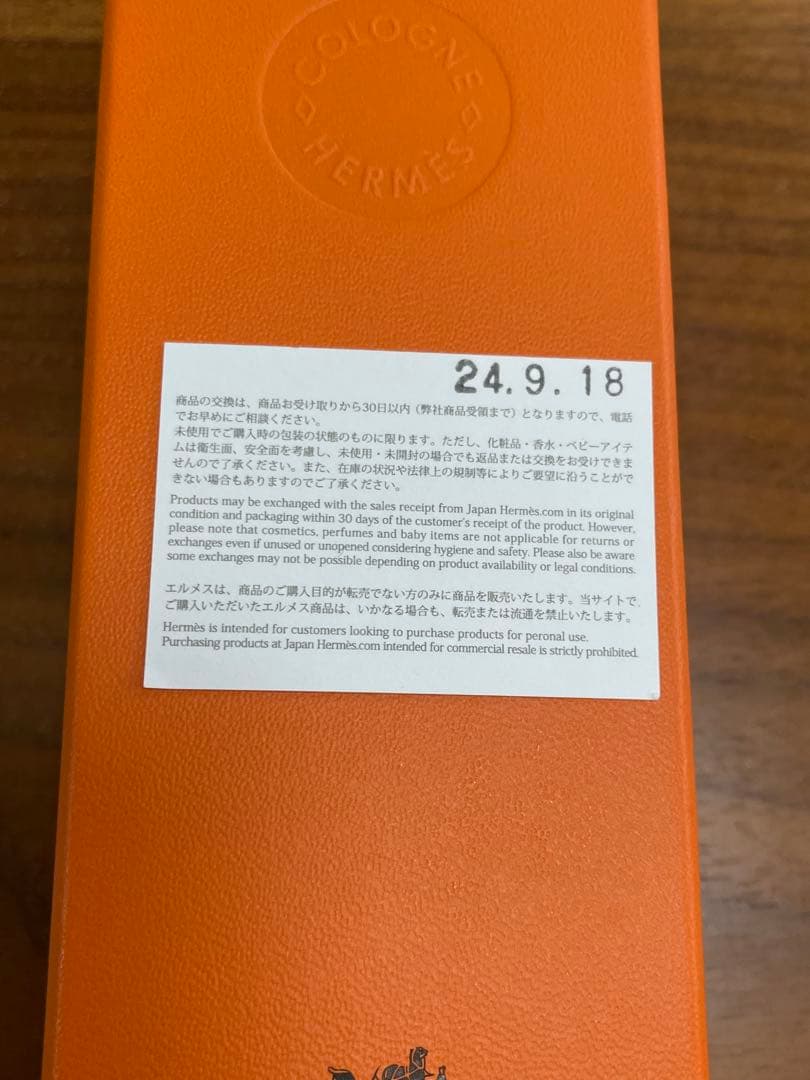 COLOGNE
HERMÈS
24.9.18
商品の交換は、商品お受け取りから30日以内（弊社商品受領まで）となりますので、電話
でお早めにご相談ください。
未使用でご購入時の包装の状態のものに限ります。ただし、化粧品・香水・ベビーアイテ
ムは衛生面、安全面を考慮し、未使用・未開封の場合でも返品または交換をお受けできま
せんので了承ください。また、在庫の状況や法律上の規制等によりご要望に沿うことがで
きない場合もありますのでご了承ください。
Products may be exchanged with the sales receipt from Japan Hermès.com in its original
condition and packaging within 30 days of the customer's receipt of the product. However,
please note that cosmetics, perfumes and baby items are not applicable for returns or
exchanges even if unused or unopened considering hygiene and safety. Please also be aware
some exchanges may not be possible depending on product availability or legal conditions.
エルメスは、商品のご購入目的が転売でない方のみに商品を販売いたします。当サイトで
ご購入いただいたエルメス商品は、いかなる場合も、転売または流通を禁止いたします。
Hermès is intended for customers looking to purchase products for peronal use.
Purchasing products at Japan Hermès.com intended for commercial resale is strictly prohibited.